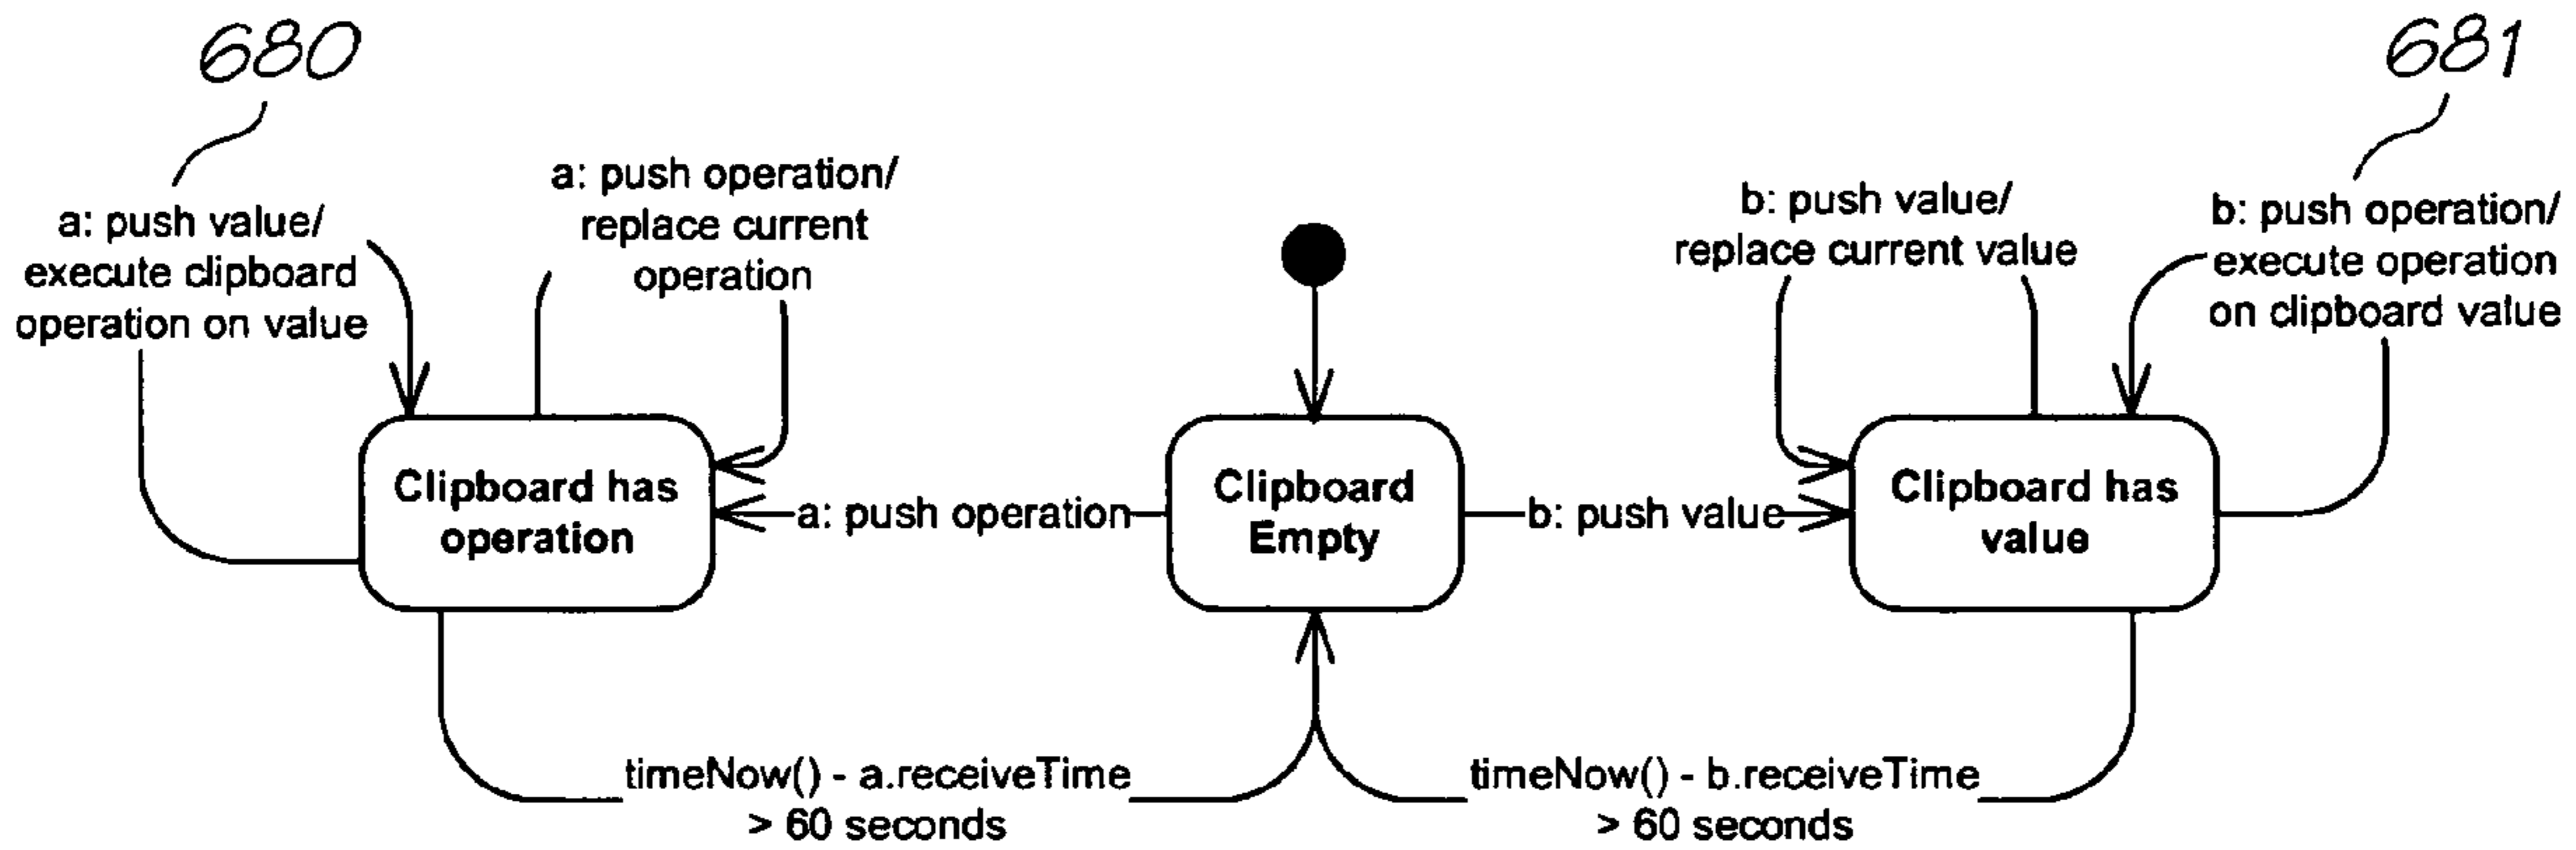 680
681
a: push value/
execute clipboard
operation on value
a: push operation/
replace current
operation
b: push value/
replace current value
b: push operation/
execute operation
on clipboard value
Clipboard has
operation
a: push operation
Clipboard
Empty
b: push value
Clipboard has
value
timeNow() - a.receiveTime
> 60 seconds
timeNow() - b.receiveTime
> 60 seconds